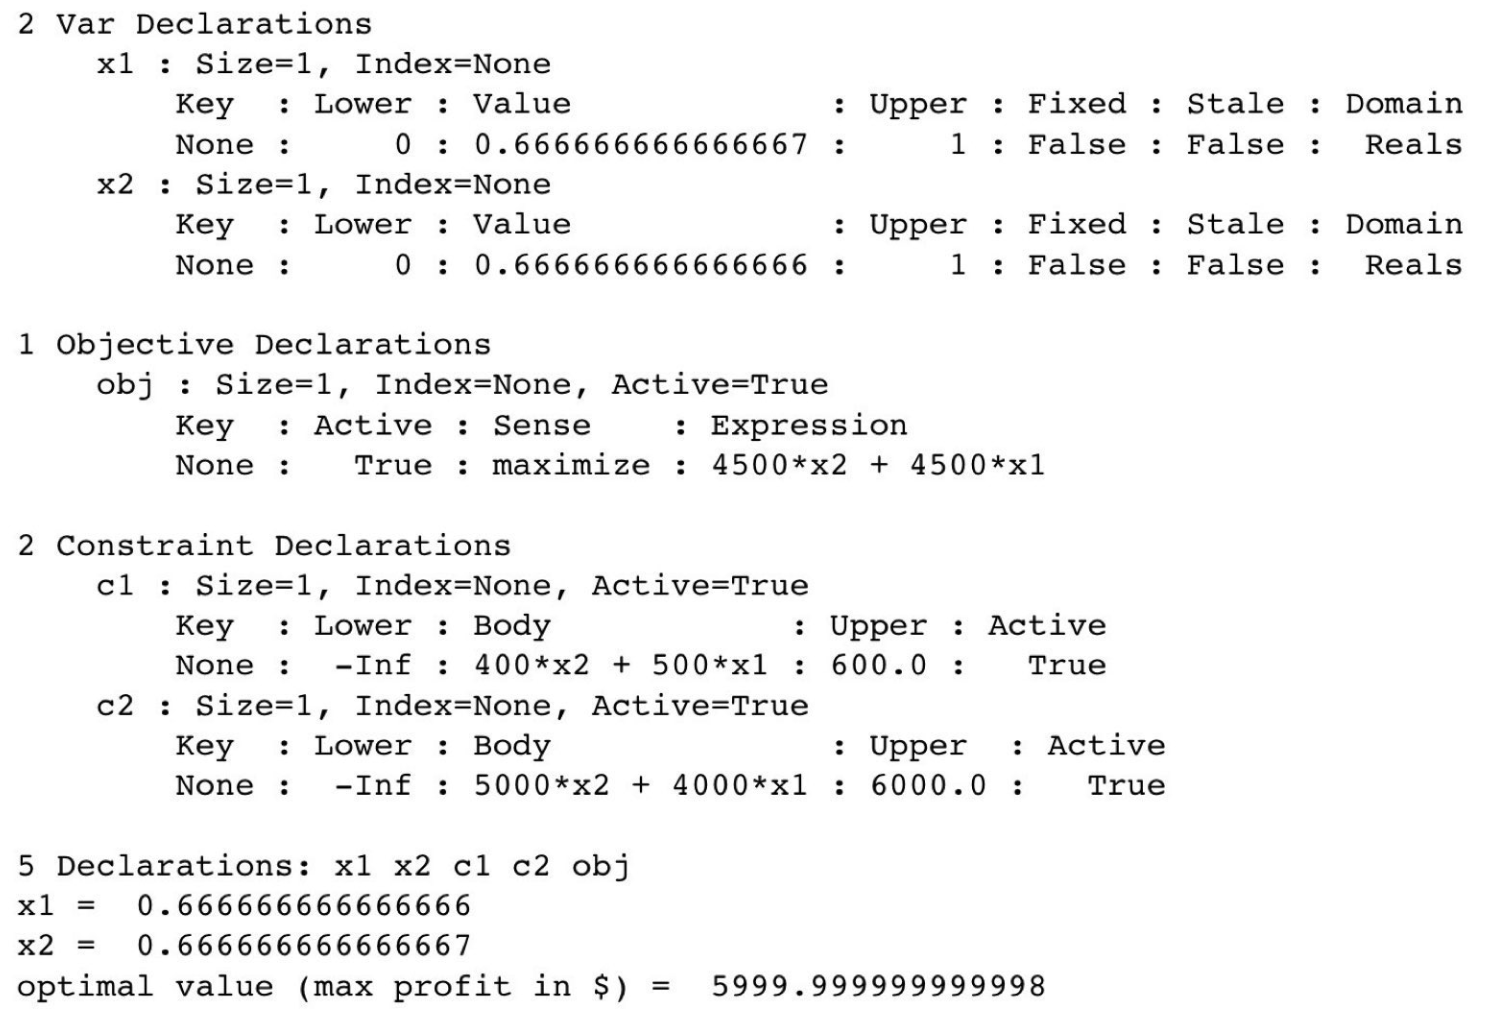 2 Var Declarations
x1 : Size=1, Index=None
Key : Lower : Value : Upper : Fixed : Stale : Domain
None : 0 : 0.666666666666667 : 1 : False : False : Reals
x2 : Size=1, Index=None
Key : Lower : Value : Upper : Fixed : Stale : Domain
None : 0 : 0.666666666666666 : 1 : False : False : Reals
1 Objective Declarations
obj : Size=1, Index=None, Active=True
Key : Active : Sense : Expression
None : True : maximize : 4500*x2 + 4500*x1
2 Constraint Declarations
c1 : Size=1, Index=None, Active=True
Key : Lower : Body : Upper : Active
None : -Inf : 400*x2 + 500*x1 : 600.0 : True
c2 : Size=1, Index=None, Active=True
Key : Lower : Body : Upper : Active
None : -Inf : 5000*x2 + 4000*x1 : 6000.0 : True
5 Declarations: x1 x2 c1 c2 obj
x1 = 0.666666666666666
x2 = 0.666666666666667
optimal value (max profit in $) = 5999.999999999998